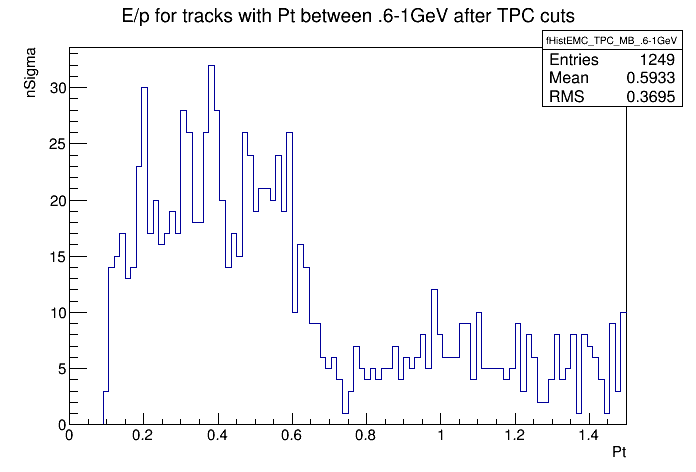 E/p for tracks with Pt between .6-1GeV after TPC cuts
fHistEMC_TPC_MB_.6-1GeV
Entries 1249
Mean 0.5933
RMS 0.3695
nSigma
30
25
20
15
10
5
0
0 0.2 0.4 0.6 0.8 1 1.2 1.4
Pt